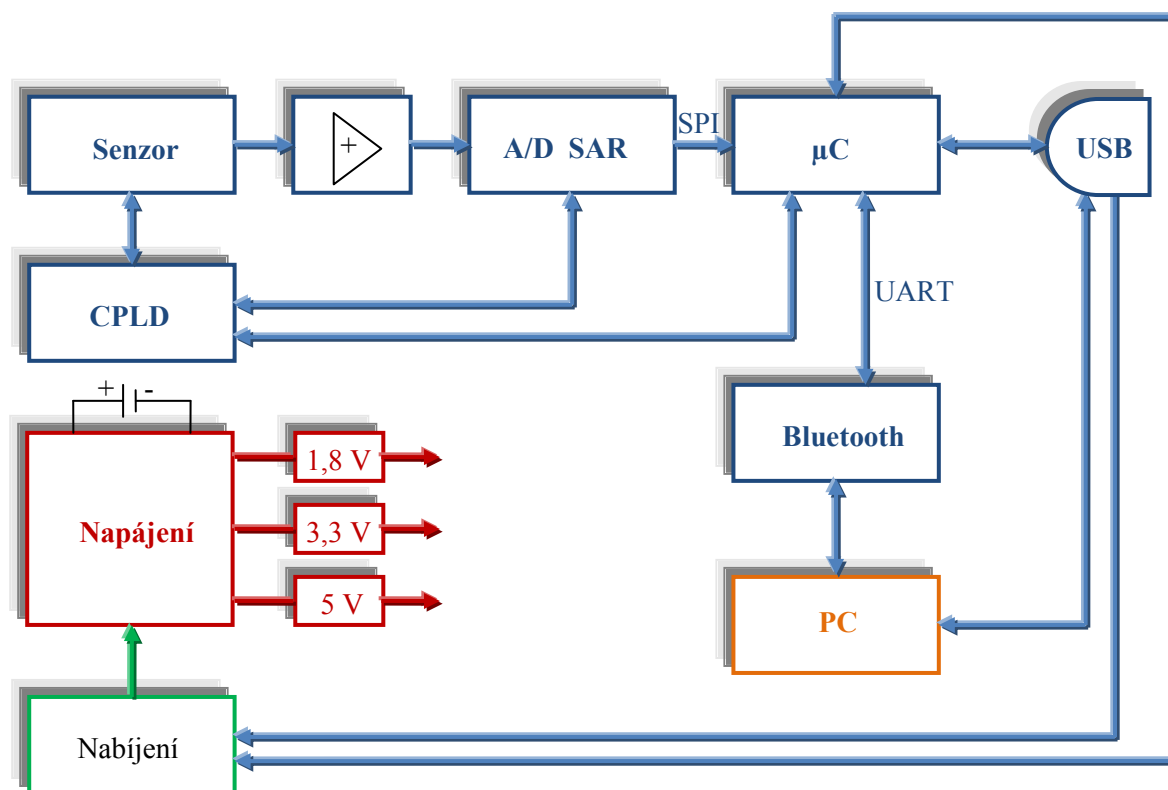 Senzor
+
A/D SAR
SPI
µC
USB
CPLD
UART
+ -
Napájení
1,8 V
3,3 V
5 V
Bluetooth
PC
Nabíjení